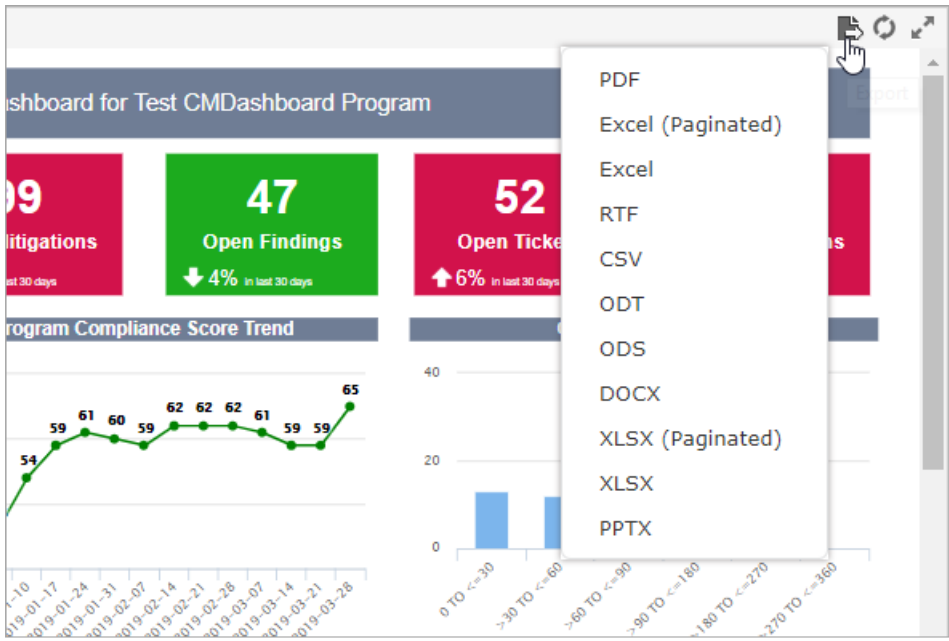 shboard for Test CMDashboard Program
Export
PDF
Excel (Paginated)
Excel
RTF
CSV
ODT
ODS
DOCX
XLSX (Paginated)
XLSX
PPTX
99
itigations
st 30 days
47
Open Findings
4% in last 30 days
52
Open Ticke
6% in last 30 days
ns
rogram Compliance Score Trend
54
59
61
60
59
62
62
62
61
59
59
65
-10
019-01-17
2019-01-24
2019-01-31
2019-02-07
2019-02-14
2019-02-21
2019-02-28
2019-03-07
2019-03-14
2019-03-21
2019-03-28
40
20
0
0 TO <=30
>30 TO <=60
>60 TO <=90
>90 TO <=180
>180 TO <=270
>270 TO <=360